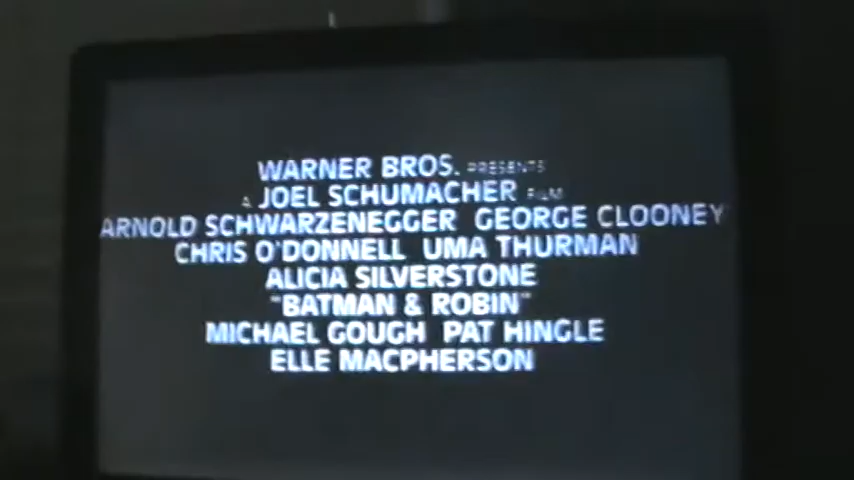 WARNER BROS. PRESENTS
A JOEL SCHUMACHER FILM
ARNOLD SCHWARZENEGGER GEORGE CLOONEY
CHRIS O'DONNELL UMA THURMAN
ALICIA SILVERSTONE
"BATMAN & ROBIN"
MICHAEL GOUGH PAT HINGLE
ELLE MACPHERSON